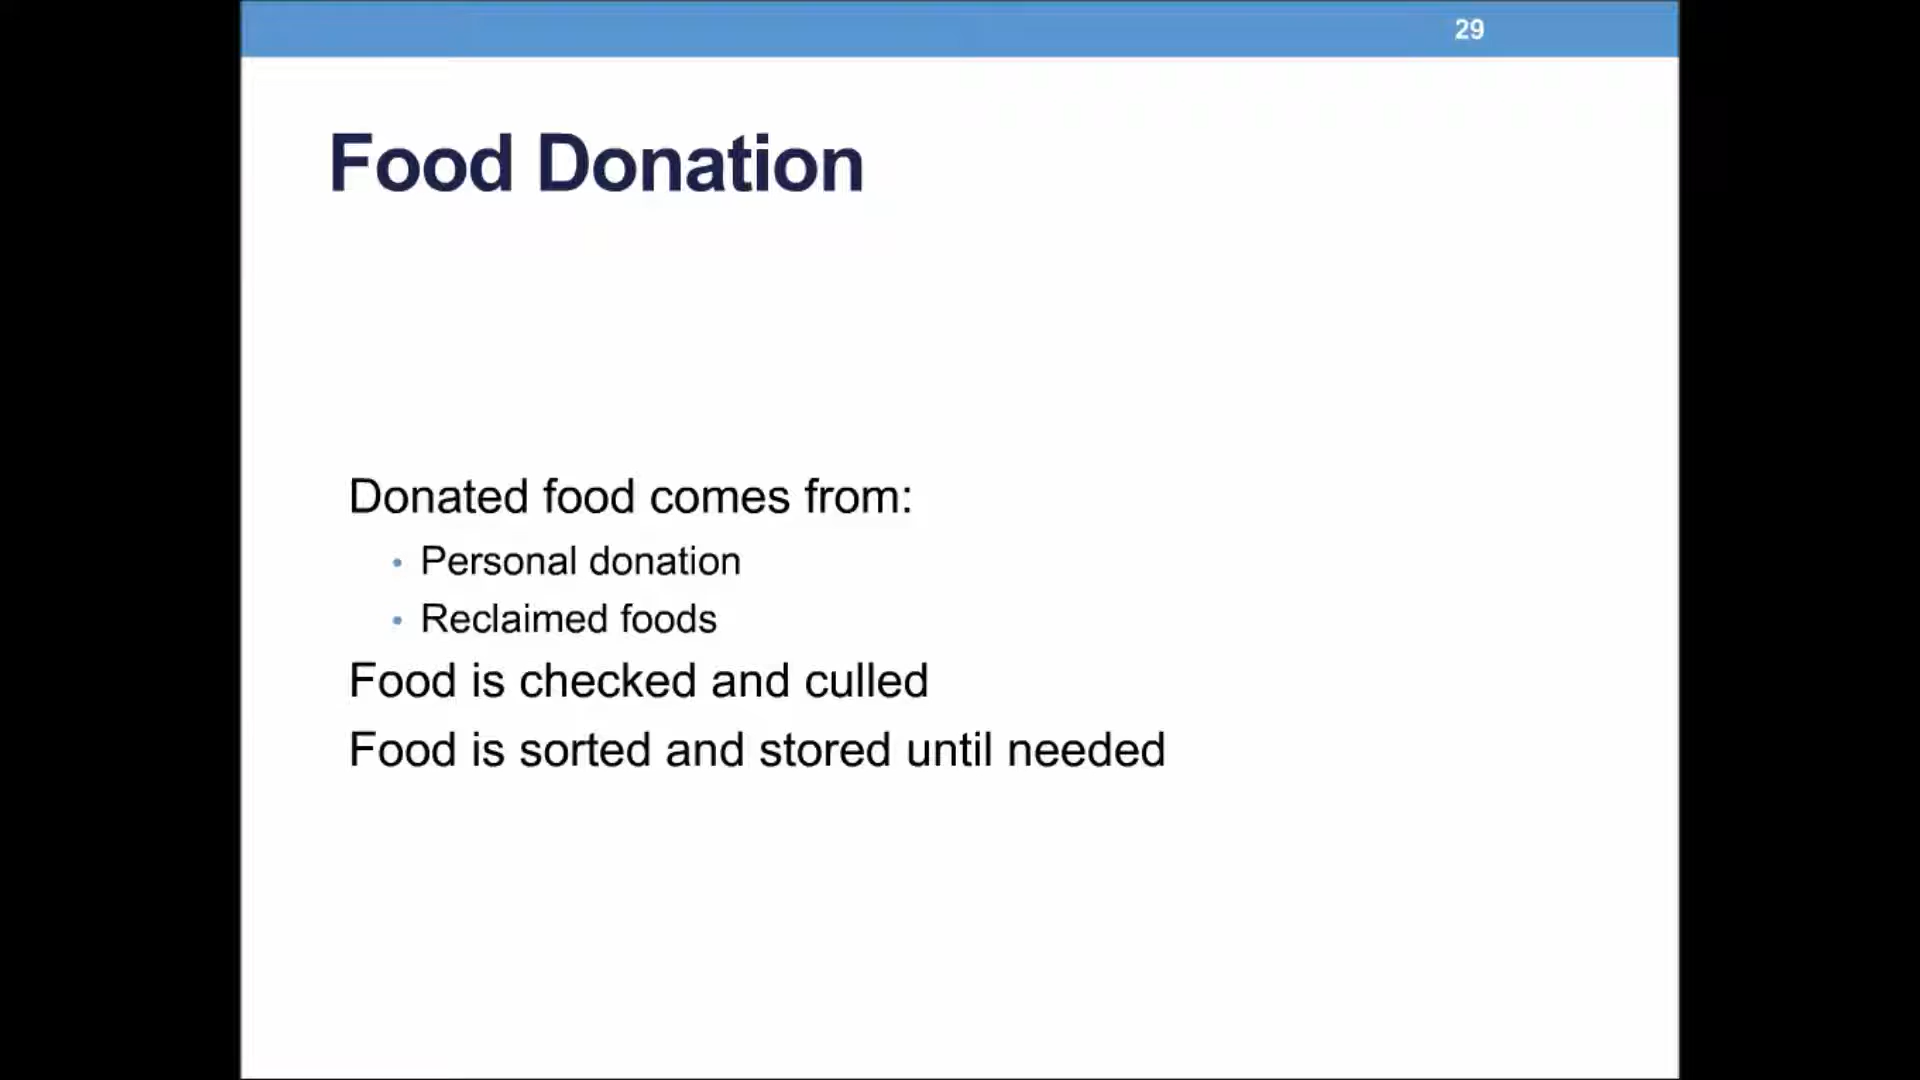 29
Food Donation
Donated food comes from:
• Personal donation
• Reclaimed foods
Food is checked and culled
Food is sorted and stored until needed